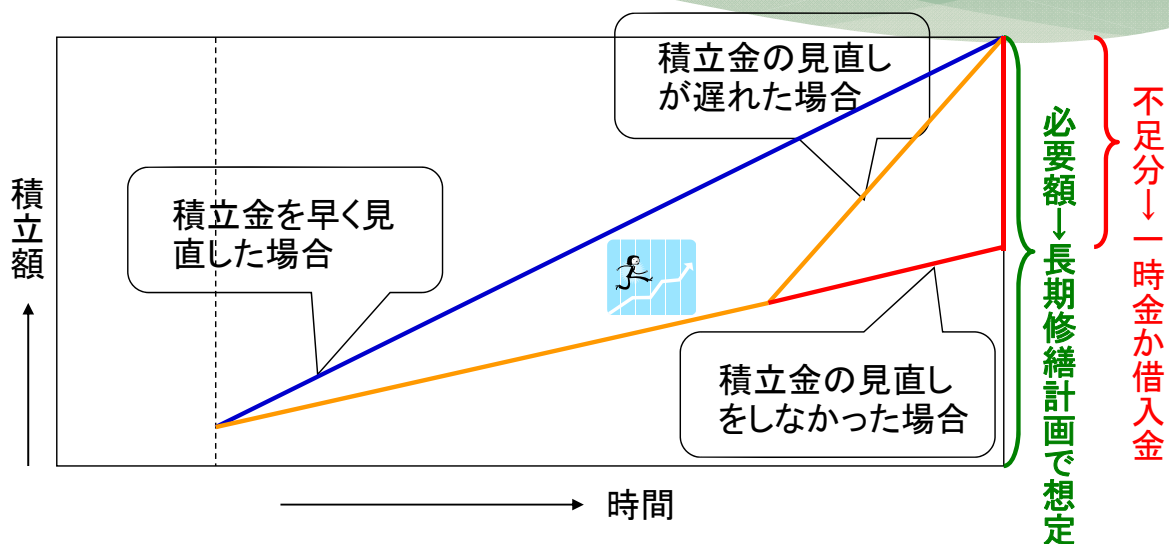 積立金の見直し
が遅れた場合
積立金を早く見
直した場合
積立金の見直し
をしなかった場合
積立額
時間
必要額→長期修繕計画で想定
不足分→一時金か借入金